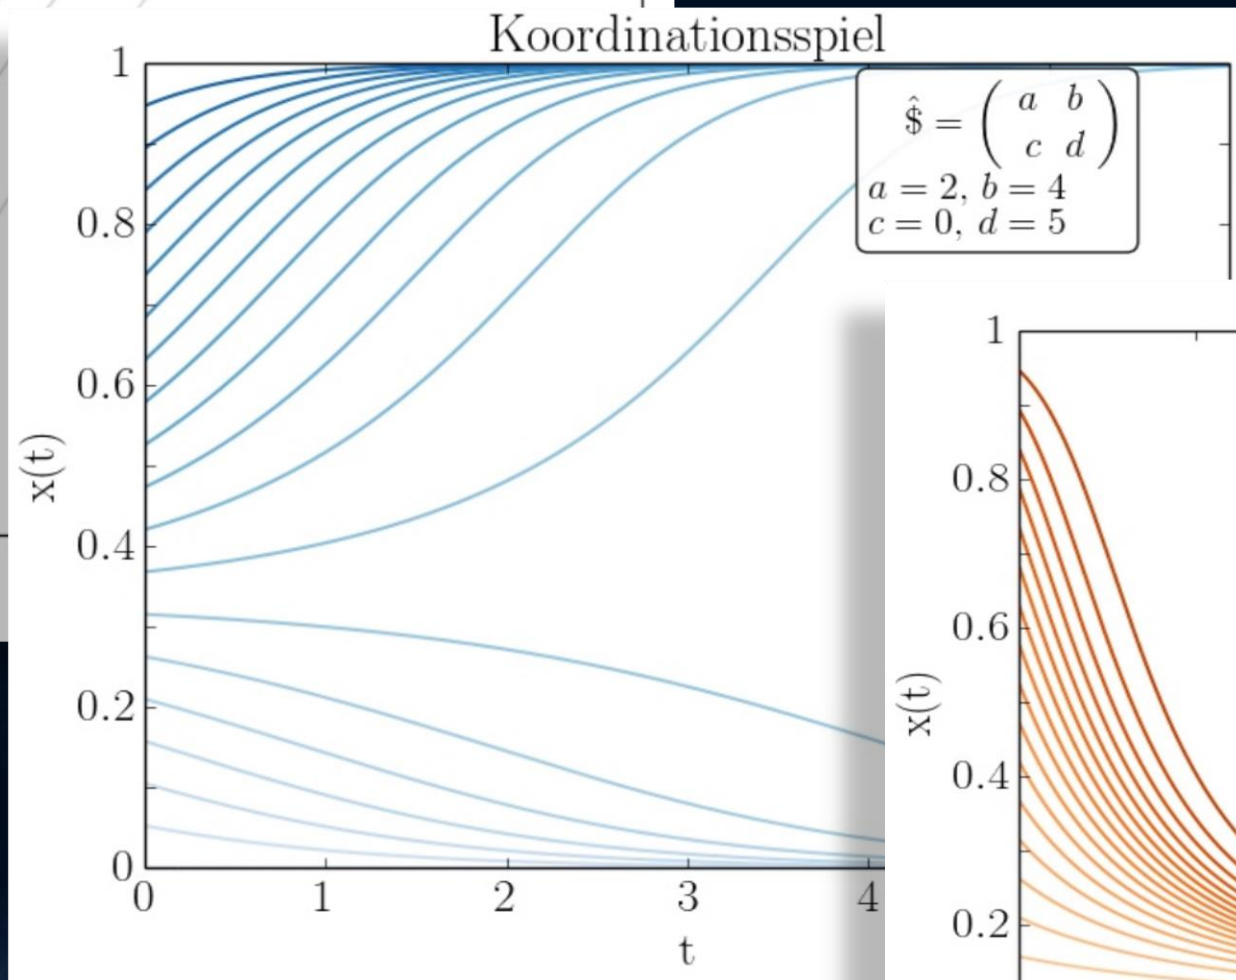 Koordinationsspiel
1
0.8
0.6
0.4
0.2
0
x(t)
0 1 2 3 4
t
$̂ = ( a b
c d )
a = 2, b = 4
c = 0, d = 5
1
0.8
0.6
0.4
0.2
x(t)